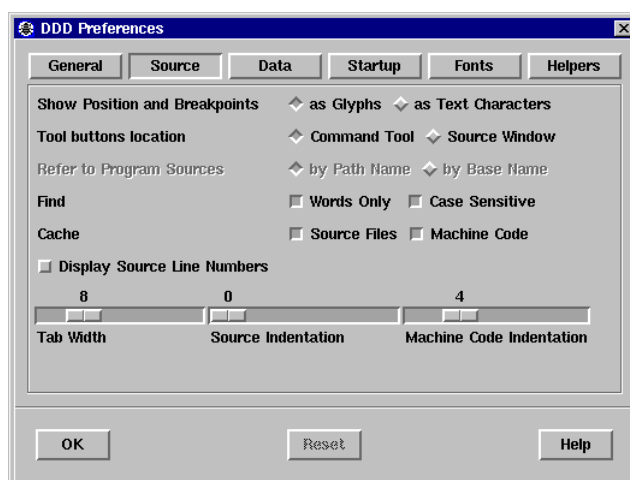 DDD Preferences
General Source Data Startup Fonts Helpers
Show Position and Breakpoints as Glyphs as Text Characters
Tool buttons location Command Tool Source Window
Refer to Program Sources by Path Name by Base Name
Find Words Only Case Sensitive
Cache Source Files Machine Code
Display Source Line Numbers
8 0 4
Tab Width Source Indentation Machine Code Indentation
OK Reset Help